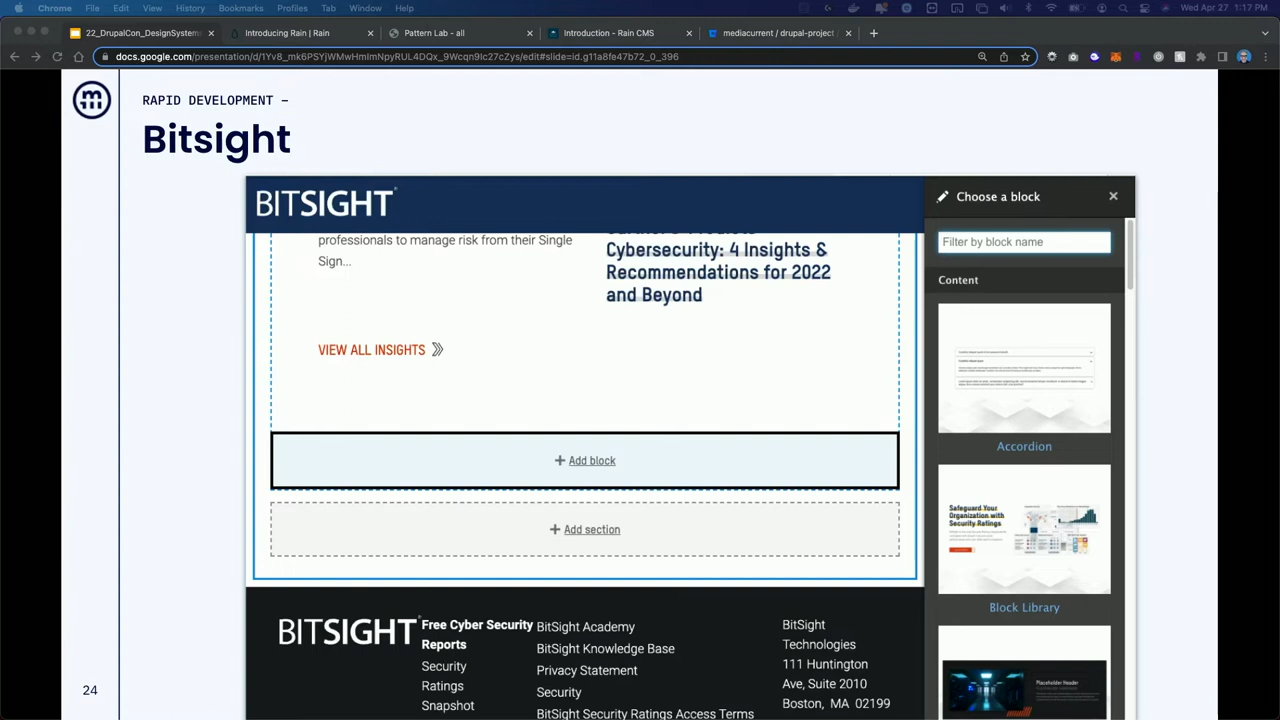 Chrome File Edit View History Bookmarks Profiles Tab Window Help Wed Apr 27 1:17 PM
22_DrupalCon_DesignSystem Introducing Rain | Rain Pattern Lab - all Introduction - Rain CMS mediacurrent / drupal-project
docs.google.com/presentation/d/1Yv8_mk6PSYjWMwHmImNpyRUL4DQx_9Wcqn9Ic27cZys/edit#slide=id.g11a8fe47b72_0_396
RAPID DEVELOPMENT –
Bitsight
BITSIGHT
professionals to manage risk from their Single
Sign...
Cybersecurity: 4 Insights &
Recommendations for 2022
and Beyond
VIEW ALL INSIGHTS
+ Add block
+ Add section
Choose a block
Filter by block name
Content
Accordion
Safeguard Your
Organization with
Security Ratings
Block Library
Placeholder Header
BITSIGHT
Free Cyber Security
Reports
Security
Ratings
Snapshot
BitSight Academy
BitSight Knowledge Base
Privacy Statement
Security
BitSight Security Ratings Access Terms
BitSight
Technologies
111 Huntington
Ave, Suite 2010
Boston, MA 02199
24